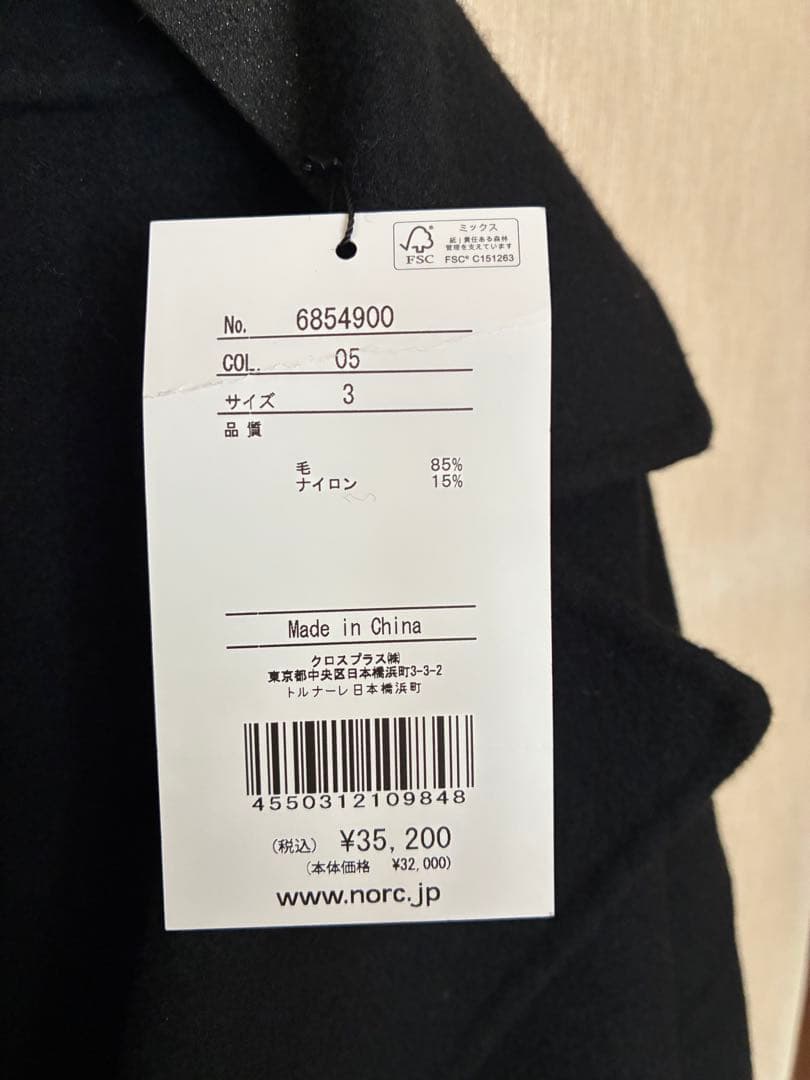 ミックス
紙|責任ある森林
管理を支えています
FSC
FSC® C151263
No. 6854900
COL. 05
サイズ 3
品質
毛 85%
ナイロン 15%
Made in China
クロスプラス㈱
東京都中央区日本橋浜町3-3-2
トルナーレ日本橋浜町
4550312109848
(税込) ¥35,200
(本体価格 ¥32,000)
www.norc.jp